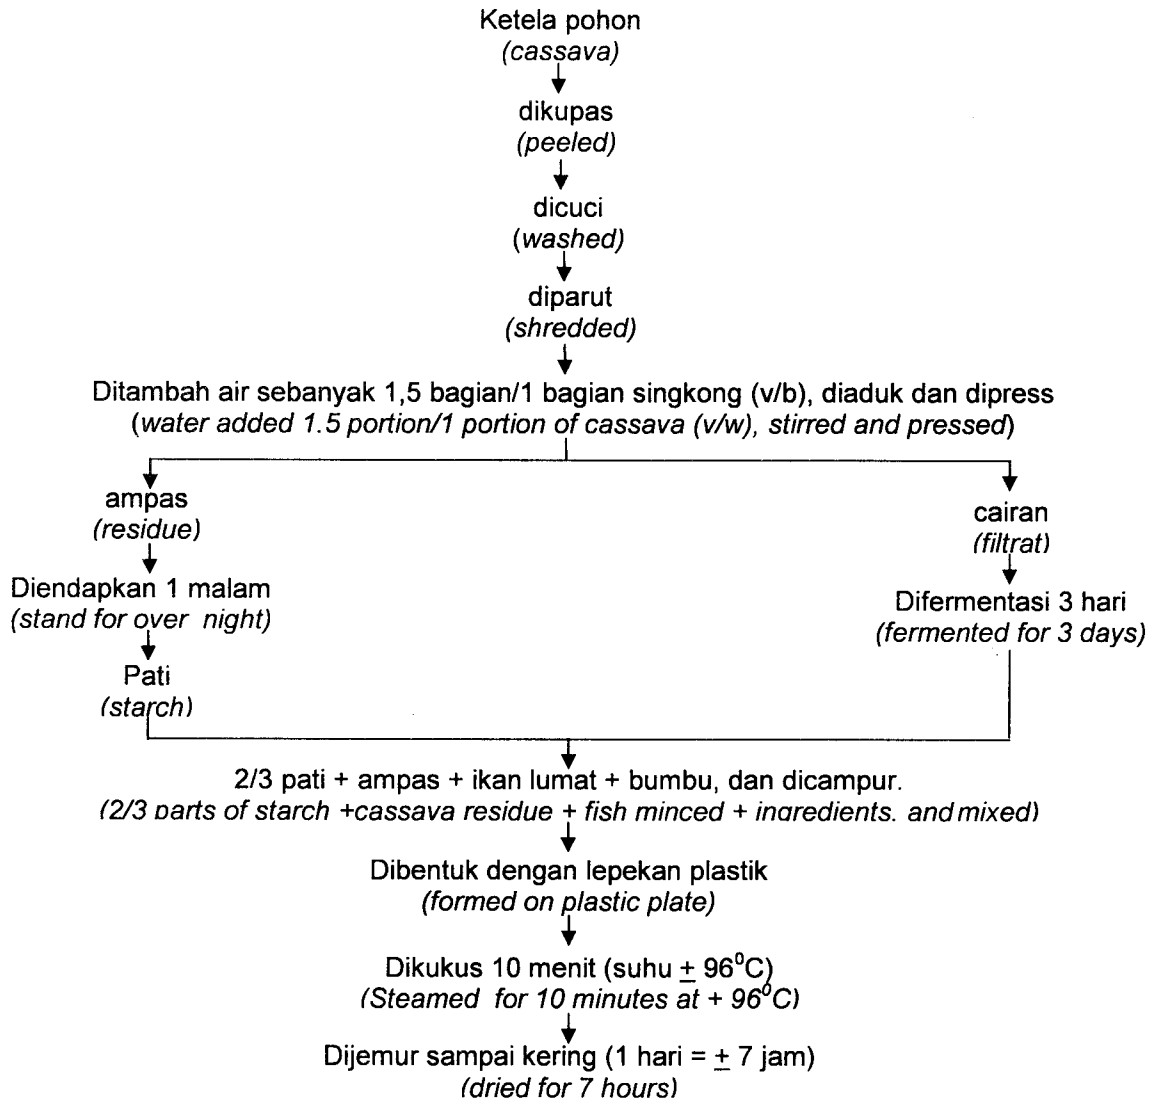 Ketela pohon
(cassava)
dikupas
(peeled)
dicuci
(washed)
diparut
(shredded)
Ditambah air sebanyak 1,5 bagian/1 bagian singkong (v/b), diaduk dan dipress
(water added 1.5 portion/1 portion of cassava (v/w), stirred and pressed)
ampas
(residue)
Diendapkan 1 malam
(stand for over night)
Pati
(starch)
cairan
(filtrat)
Difermentasi 3 hari
(fermented for 3 days)
2/3 pati + ampas + ikan lumat + bumbu, dan dicampur.
(2/3 parts of starch +cassava residue + fish minced + ingredients, and mixed)
Dibentuk dengan lepekan plastik
(formed on plastic plate)
Dikukus 10 menit (suhu ± 96⁰C)
(Steamed for 10 minutes at + 96⁰C)
Dijemur sampai kering (1 hari = ± 7 jam)
(dried for 7 hours)